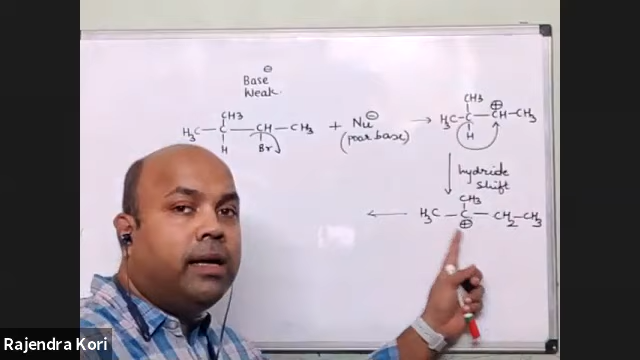 ⊖
Base
Weak.
CH3
H3C-C-CH-CH3 + Nu⊖
H Br (poor base)
CH3 ⊕
H3C-C-CH-CH3
H
hydride
shift
CH3
H3C-C-CH2-CH3
⊕
Rajendra Kori